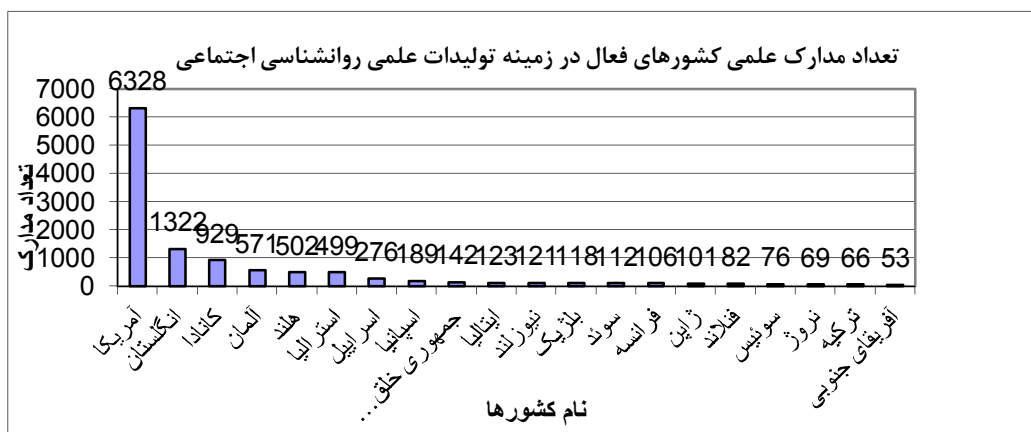 تعداد مدارک علمی کشورهای فعال در زمینه تولیدات علمی روانشناسی اجتماعی
تعداد مدارک
7000
6000
5000
4000
3000
2000
1000
0
6328
1322
929
571
502
499
276
189
142
123
121
118
112
106
101
82
76
69
66
53
آمریکا
انگلستان
کانادا
آلمان
هلند
استرالیا
اسراییل
اسپانیا
جمهوری خلق...
ایتالیا
نیوزلند
بلژیک
سوئد
فرانسه
ژاپن
فنلاند
سوئیس
نروژ
ترکیه
آفریقای جنوبی
نام کشورها